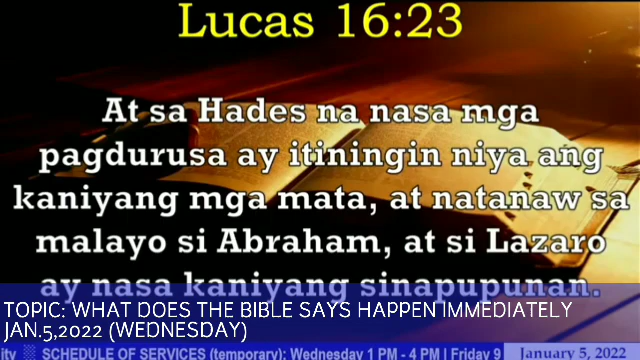 Lucas 16:23
At sa Hades na nasa mga
pagdurusa ay itiningin niya ang
kaniyang mga mata, at natanaw sa
malayo si Abraham, at si Lazaro
ay nasa kaniyang sinapupunan.
TOPIC: WHAT DOES THE BIBLE SAYS HAPPEN IMMEDIATELY
JAN.5,2022 (WEDNESDAY)
ity SCHEDULE OF SERVICES (temporary): Wednesday 1 PM - 4 PM | Friday 9 January 5, 2022